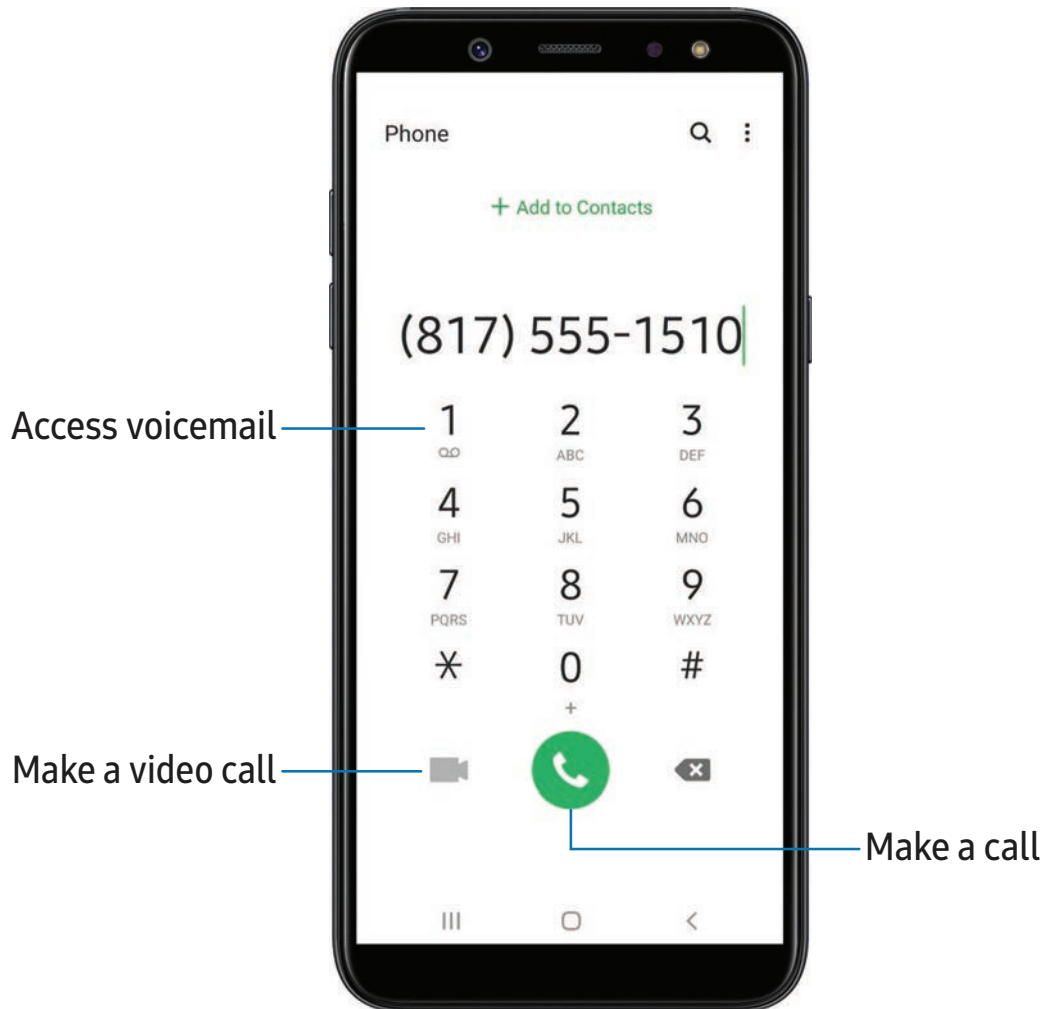 Phone
+ Add to Contacts
(817) 555-1510
Access voicemail
1 2 3
ABC DEF
4 5 6
GHI JKL MNO
7 8 9
PQRS TUV WXYZ
* 0 #
+
Make a video call
Make a call